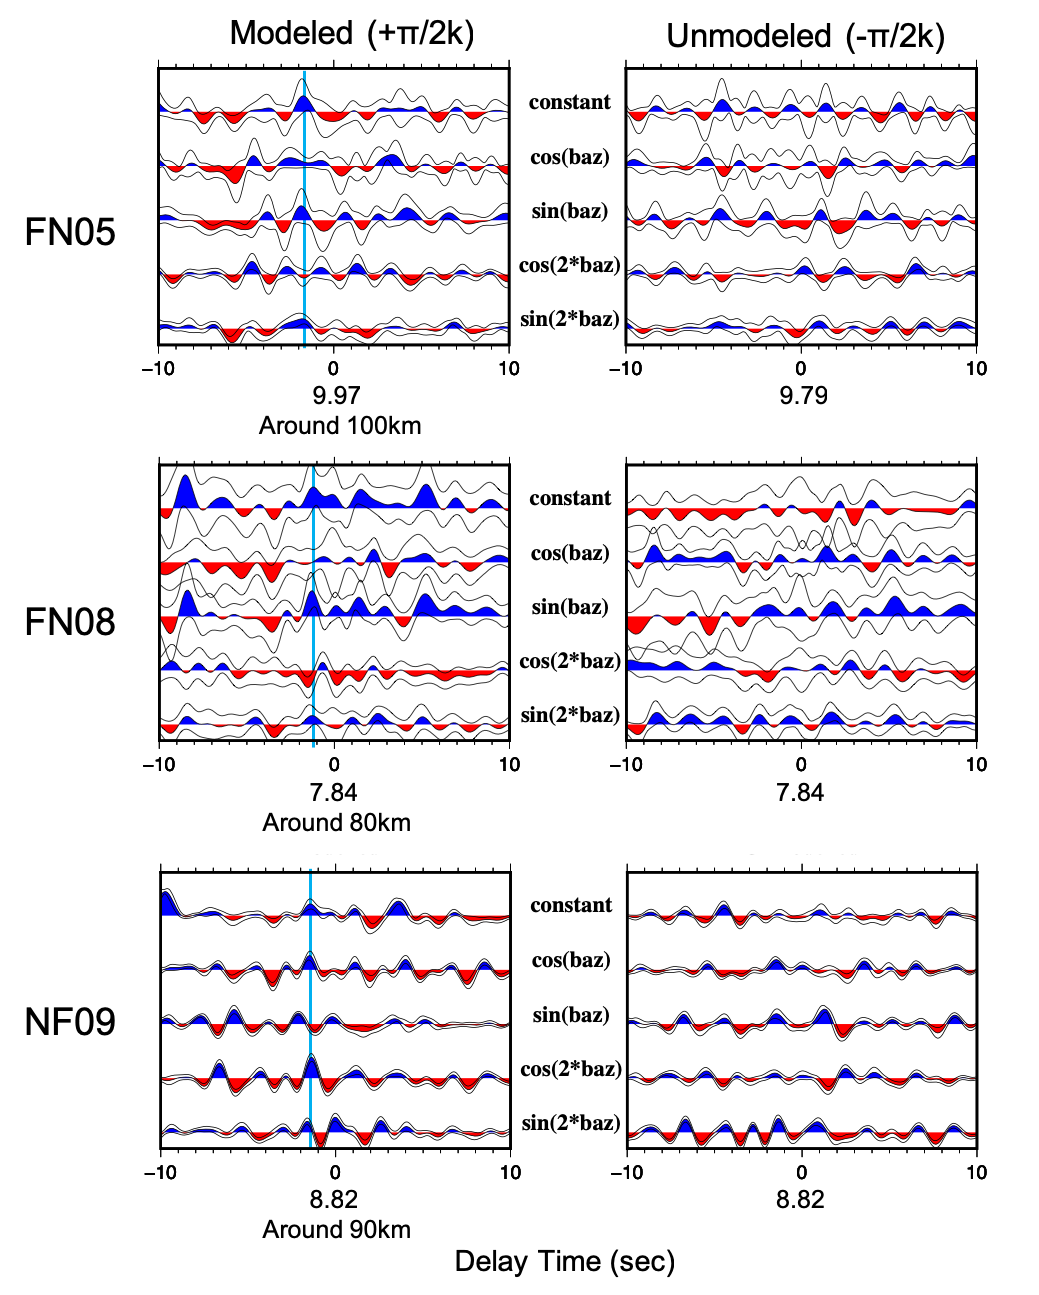 Modeled (+π/2k)
Unmodeled (-π/2k)
FN05
constant
cos(baz)
sin(baz)
cos(2*baz)
sin(2*baz)
−10 0 10
−10 0 10
9.97
9.79
Around 100km
FN08
constant
cos(baz)
sin(baz)
cos(2*baz)
sin(2*baz)
−10 0 10
−10 0 10
7.84
7.84
Around 80km
NF09
constant
cos(baz)
sin(baz)
cos(2*baz)
sin(2*baz)
−10 0 10
−10 0 10
8.82
8.82
Around 90km
Delay Time (sec)